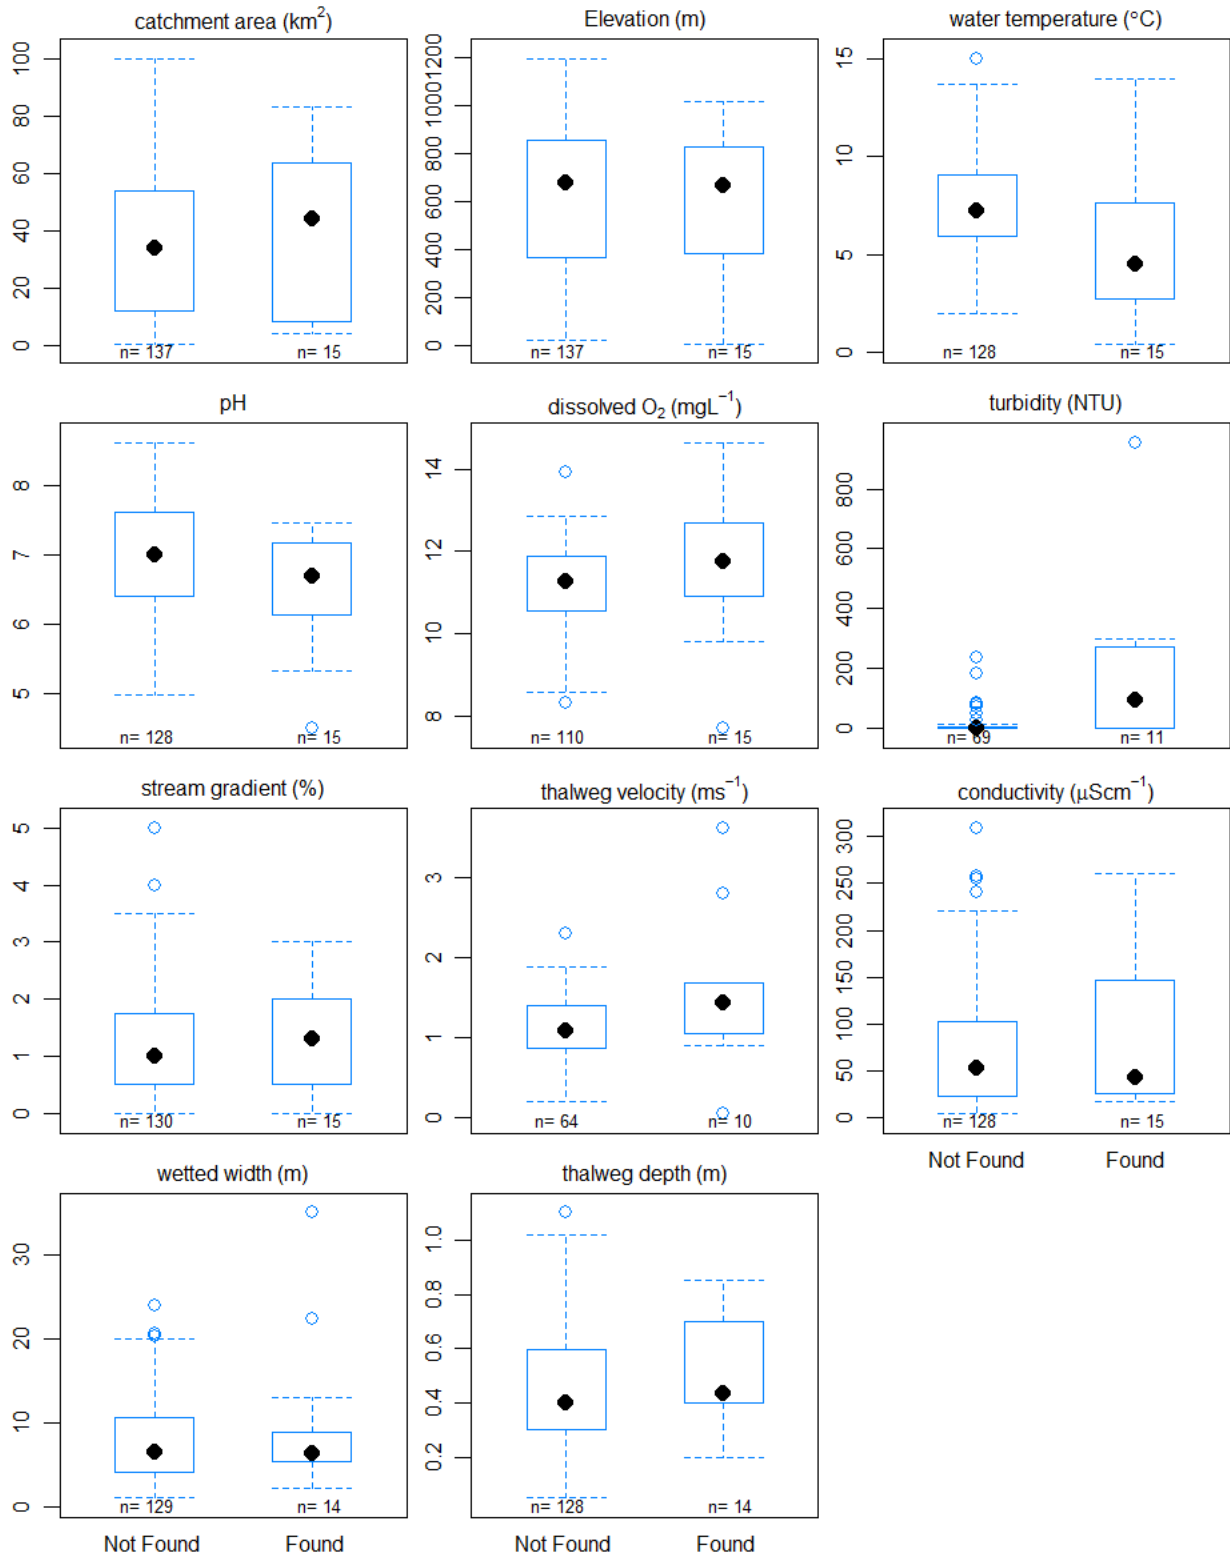 catchment area (km²)
100
80
60
40
20
0
n= 137
n= 15
Elevation (m)
1200
1000
800
600
400
200
0
n= 137
n= 15
water temperature (°C)
15
10
5
0
n= 128
n= 15
pH
8
7
6
5
n= 128
n= 15
dissolved O₂ (mgL⁻¹)
14
12
10
8
n= 110
n= 15
turbidity (NTU)
800
600
400
200
0
n= 69
n= 11
stream gradient (%)
5
4
3
2
1
0
n= 130
n= 15
thalweg velocity (ms⁻¹)
3
2
1
0
n= 64
n= 10
conductivity (μScm⁻¹)
300
250
200
150
100
50
0
n= 128
n= 15
Not Found
Found
wetted width (m)
30
20
10
0
n= 129
n= 14
Not Found
Found
thalweg depth (m)
1.0
0.8
0.6
0.4
0.2
n= 128
n= 14
Not Found
Found